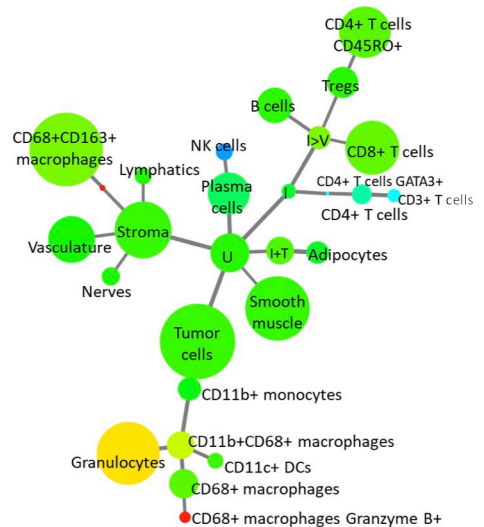 CD4+ T cells
CD45RO+
Tregs
B cells
I>V
CD8+ T cells
NK cells
CD68+CD163+
macrophages
Lymphatics
Plasma
cells
I
CD4+ T cells GATA3+
CD3+ T cells
CD4+ T cells
Stroma
Vasculature
U
I+T
Adipocytes
Nerves
Smooth
muscle
Tumor
cells
CD11b+ monocytes
CD11b+CD68+ macrophages
Granulocytes
CD11c+ DCs
CD68+ macrophages
CD68+ macrophages Granzyme B+